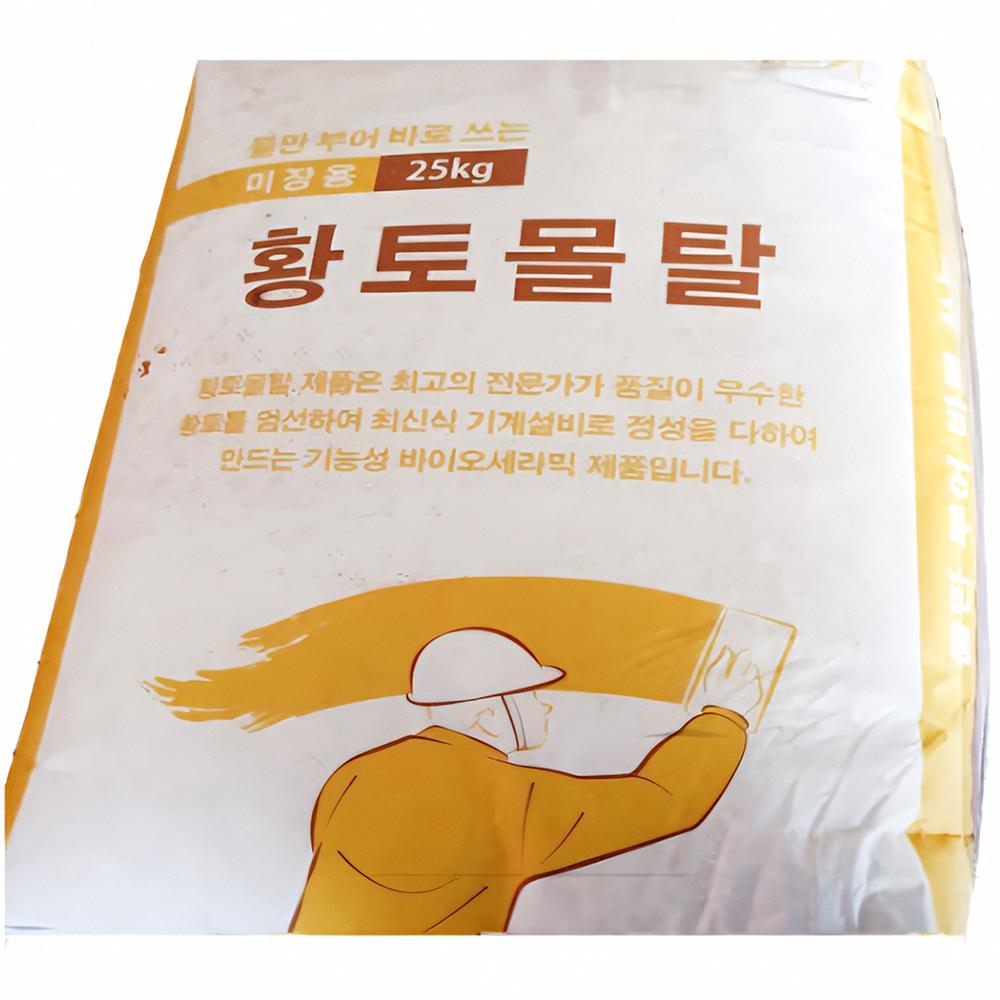 물만 부어 바로 쓰는
미장용 25kg
황토몰탈
황토몰탈 제품은 최고의 전문가가 품질이 우수한
황토를 엄선하여 최신식 기계설비로 정성을 다하여
만드는 기능성 바이오세라믹 제품입니다.